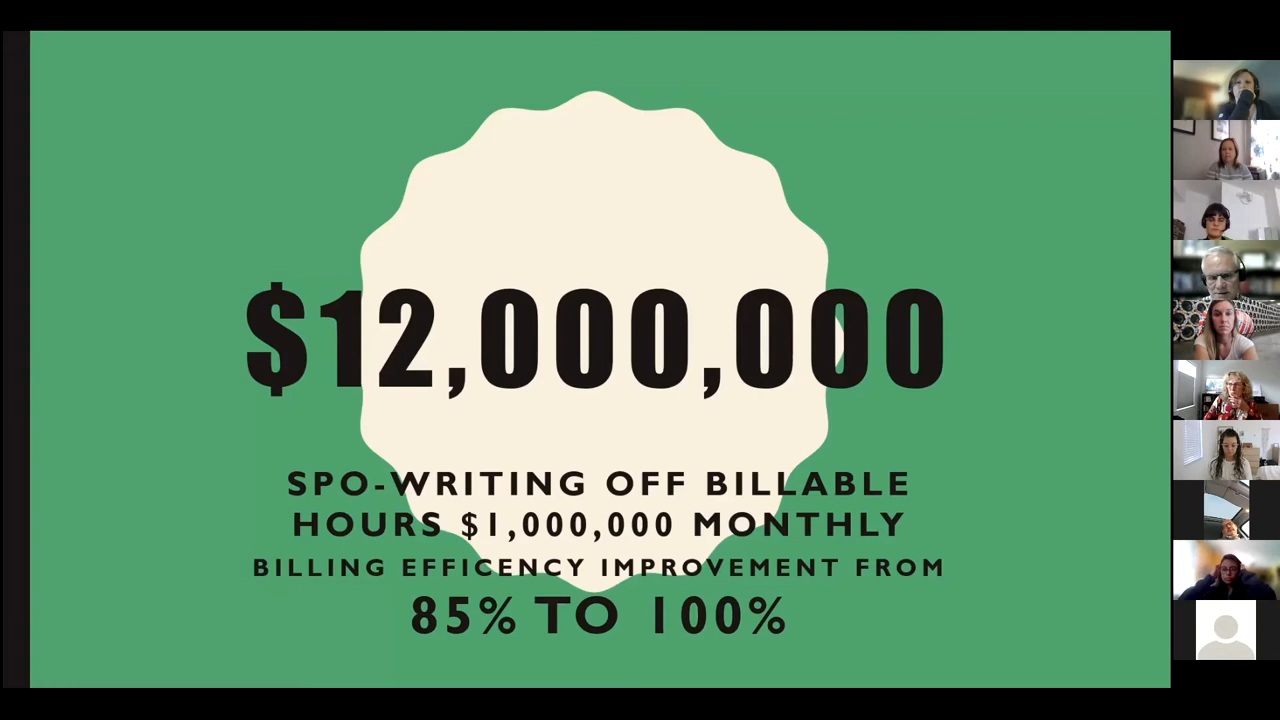 $12,000,000
SPO-WRITING OFF BILLABLE
HOURS $1,000,000 MONTHLY
BILLING EFFICENCY IMPROVEMENT FROM
85% TO 100%